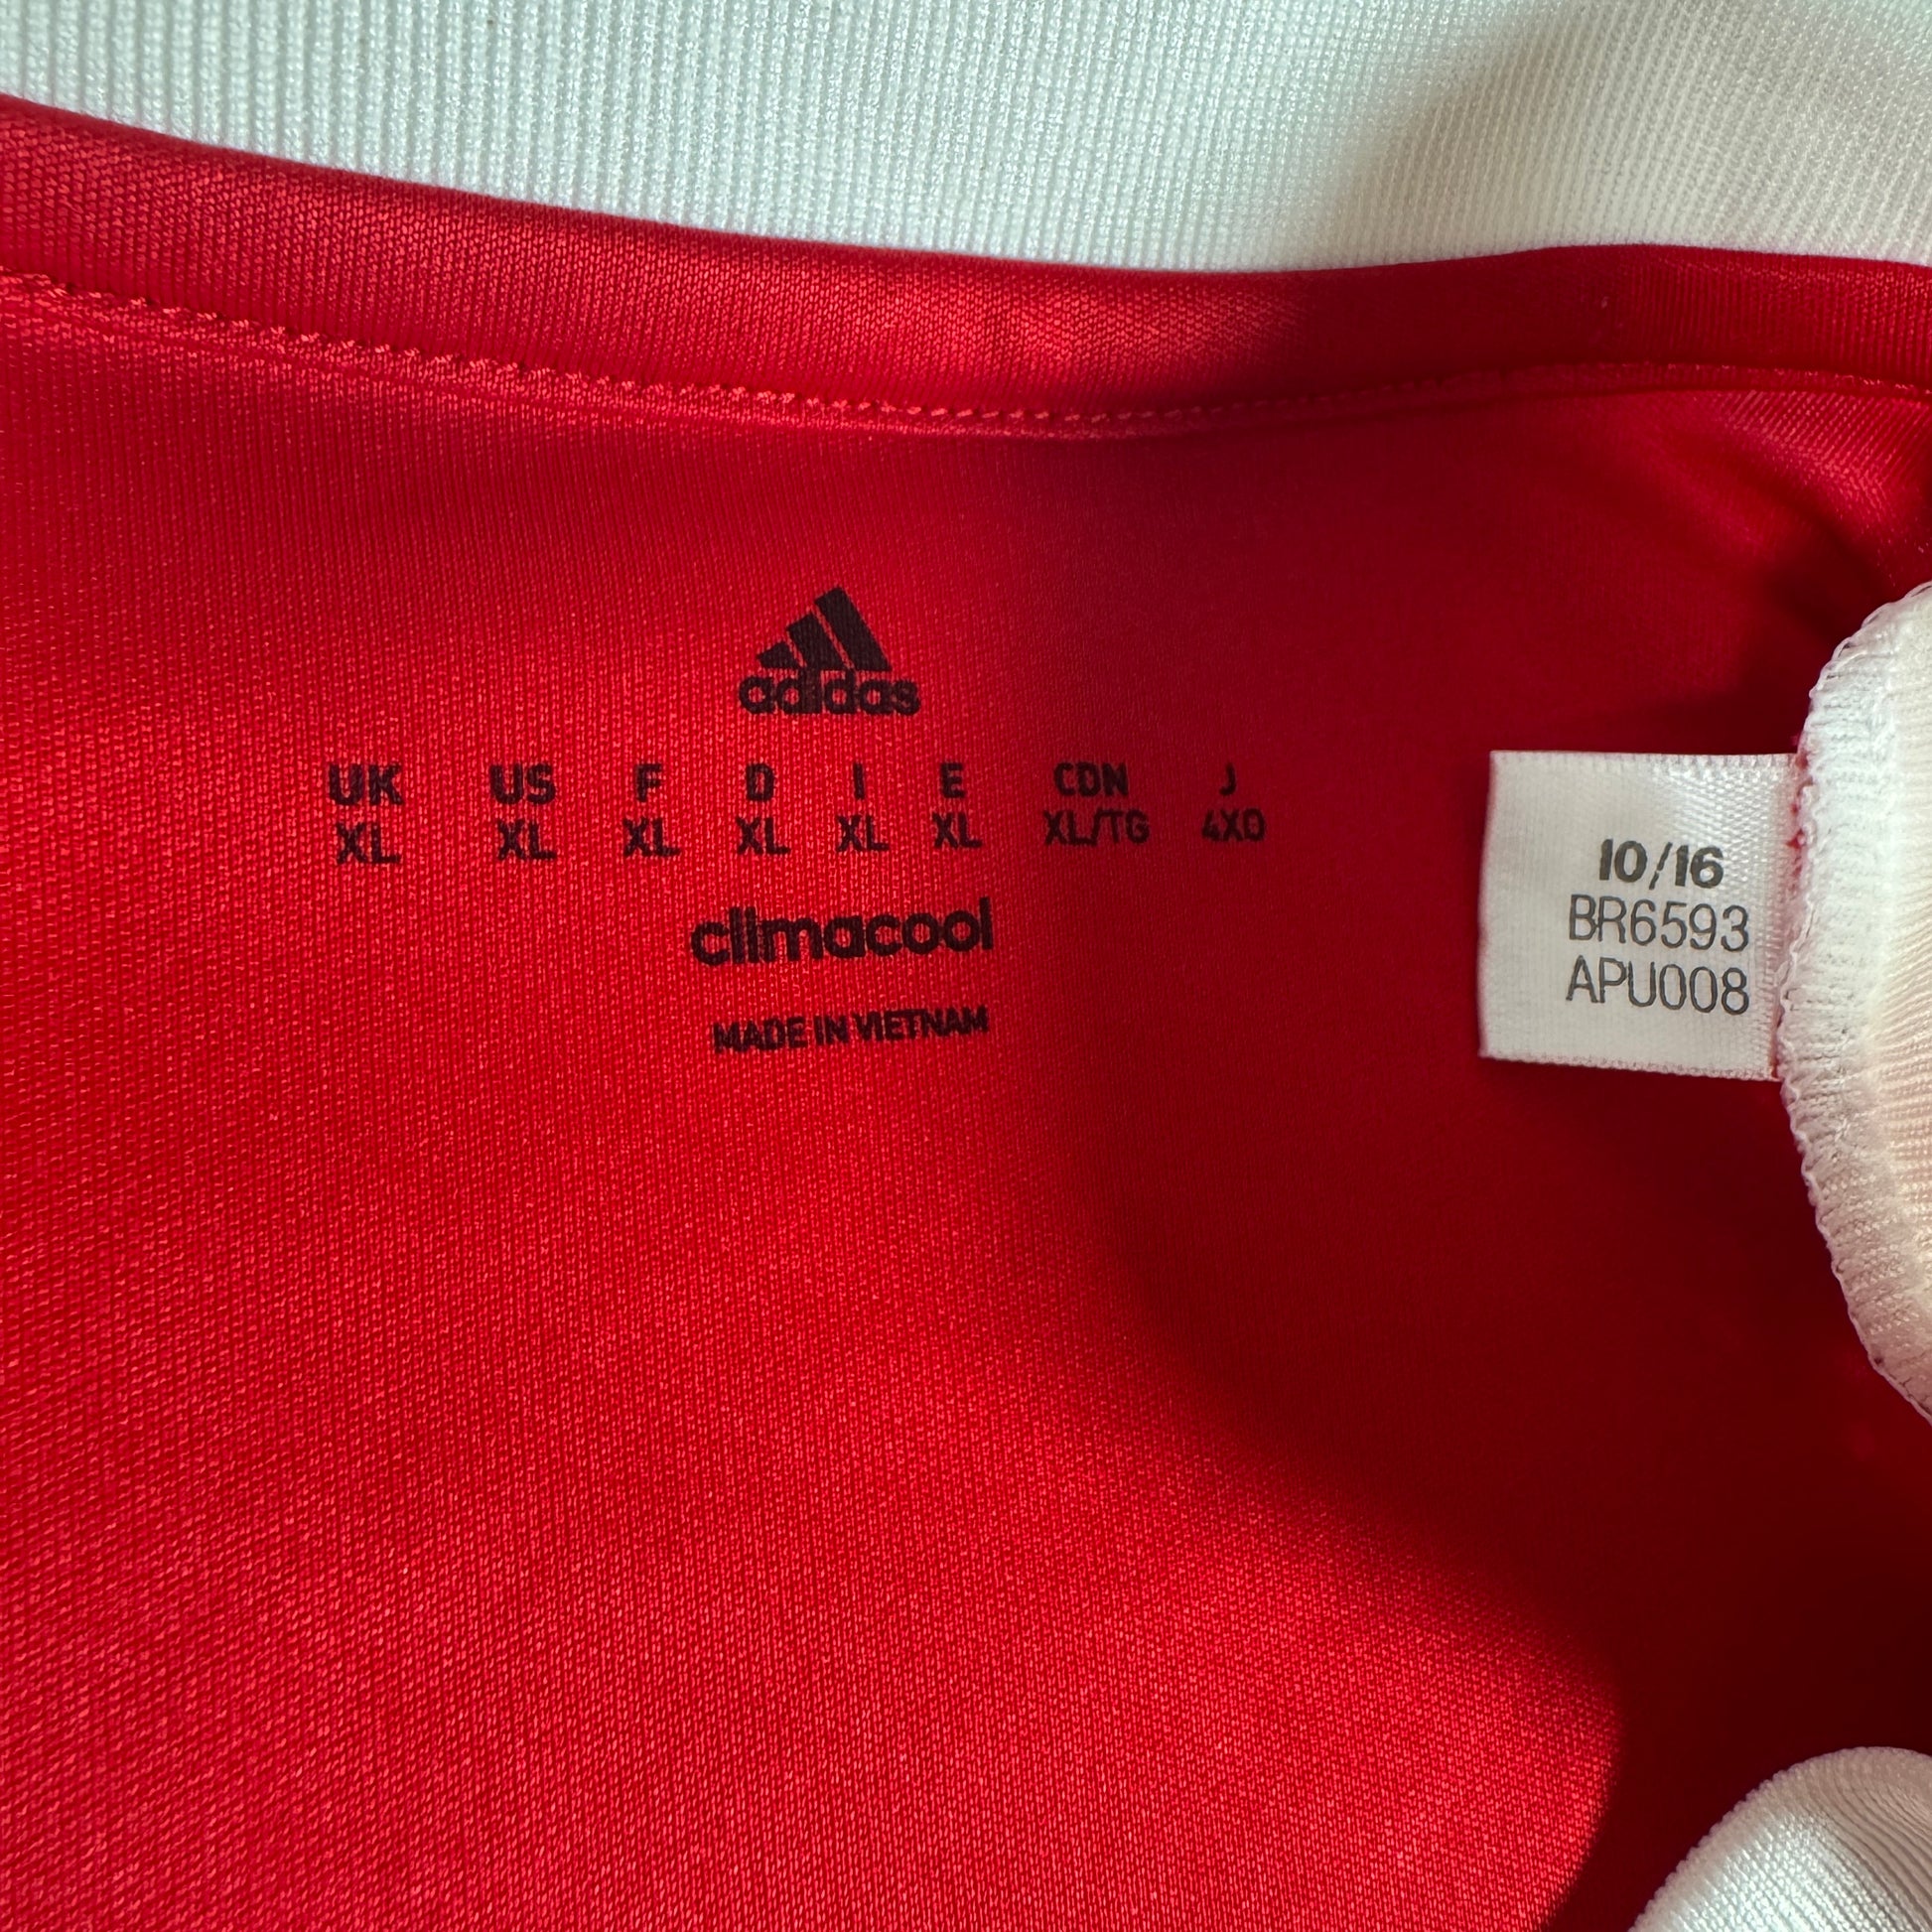 adidas
UK US F D I E CDN J
XL XL XL XL XL XL XL/TG 4XO
climacool
MADE IN VIETNAM
10/16
BR6593
APU008